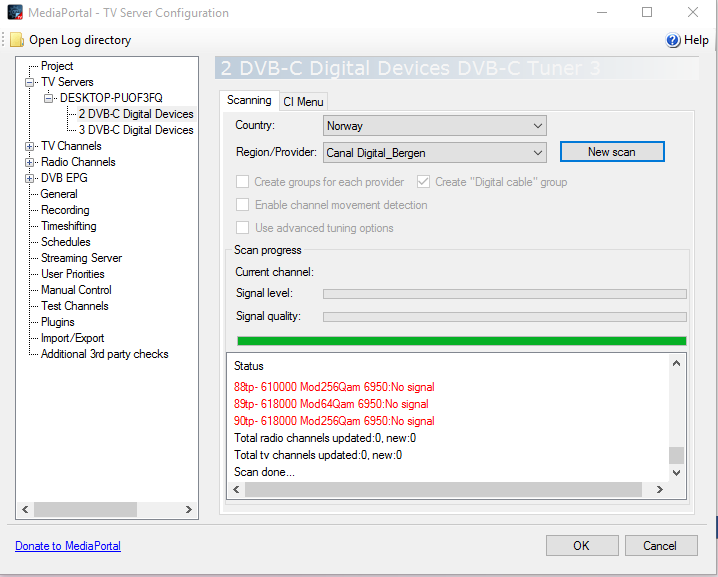 MediaPortal - TV Server Configuration
Open Log directory
Help
Project
TV Servers
DESKTOP-PUOF3FQ
2 DVB-C Digital Devices
3 DVB-C Digital Devices
TV Channels
Radio Channels
DVB EPG
General
Recording
Timeshifting
Schedules
Streaming Server
User Priorities
Manual Control
Test Channels
Plugins
Import/Export
Additional 3rd party checks
2 DVB-C Digital Devices DVB-C Tuner 3
Scanning
CI Menu
Country:
Norway
Region/Provider:
Canal Digital_Bergen
New scan
Create groups for each provider
Create "Digital cable" group
Enable channel movement detection
Use advanced tuning options
Scan progress
Current channel:
Signal level:
Signal quality:
Status
88tp- 610000 Mod256Qam 6950:No signal
89tp- 618000 Mod64Qam 6950:No signal
90tp- 618000 Mod256Qam 6950:No signal
Total radio channels updated:0, new:0
Total tv channels updated:0, new:0
Scan done...
Donate to MediaPortal
OK
Cancel